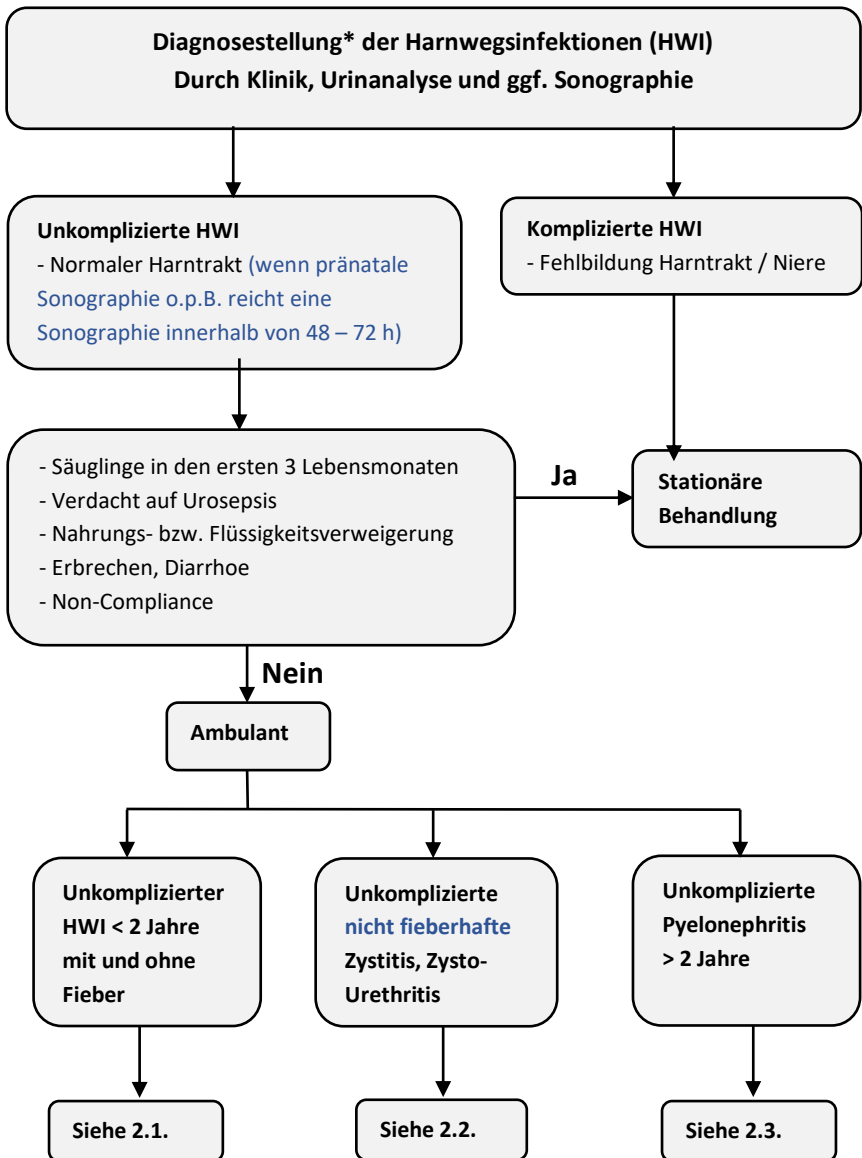 Diagnosestellung* der Harnwegsinfektionen (HWI)
Durch Klinik, Urinanalyse und ggf. Sonographie
Unkomplizierte HWI
- Normaler Harntrakt (wenn pränatale
Sonographie o.p.B. reicht eine
Sonographie innerhalb von 48 – 72 h)
Komplizierte HWI
- Fehlbildung Harntrakt / Niere
- Säuglinge in den ersten 3 Lebensmonaten
- Verdacht auf Urosepsis
- Nahrungs- bzw. Flüssigkeitsverweigerung
- Erbrechen, Diarrhoe
- Non-Compliance
Ja
Stationäre
Behandlung
Nein
Ambulant
Unkomplizierter
HWI < 2 Jahre
mit und ohne
Fieber
Unkomplizierte
nicht fieberhafte
Zystitis, Zysto-
Urethritis
Unkomplizierte
Pyelonephritis
> 2 Jahre
Siehe 2.1.
Siehe 2.2.
Siehe 2.3.